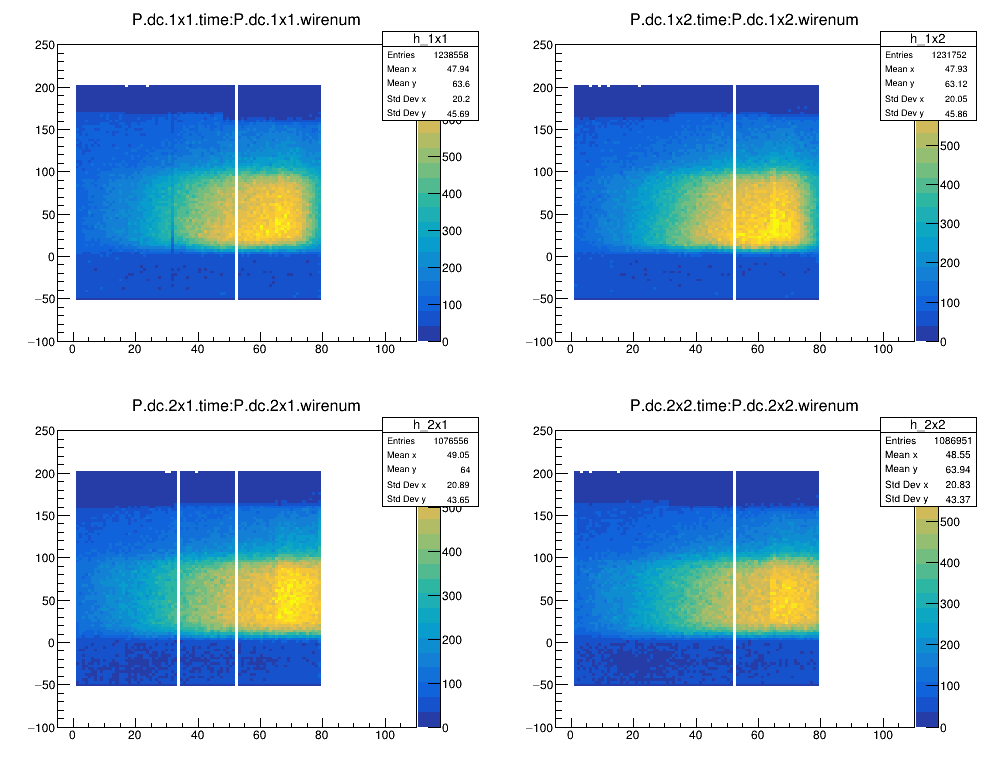 P.dc.1x1.time:P.dc.1x1.wirenum
h_1x1
Entries 1238558
Mean x 47.94
Mean y 63.6
Std Dev x 20.2
Std Dev y 45.69
250
200
150
100
50
0
−50
−100
0 20 40 60 80 100
500
400
300
200
100
0
P.dc.1x2.time:P.dc.1x2.wirenum
h_1x2
Entries 1231752
Mean x 47.93
Mean y 63.12
Std Dev x 20.05
Std Dev y 45.86
250
200
150
100
50
0
−50
−100
0 20 40 60 80 100
500
400
300
200
100
0
P.dc.2x1.time:P.dc.2x1.wirenum
h_2x1
Entries 1076556
Mean x 49.05
Mean y 64
Std Dev x 20.89
Std Dev y 43.65
250
200
150
100
50
0
−50
−100
0 20 40 60 80 100
500
400
300
200
100
0
P.dc.2x2.time:P.dc.2x2.wirenum
h_2x2
Entries 1086951
Mean x 48.55
Mean y 63.94
Std Dev x 20.83
Std Dev y 43.37
250
200
150
100
50
0
−50
−100
0 20 40 60 80 100
500
400
300
200
100
0